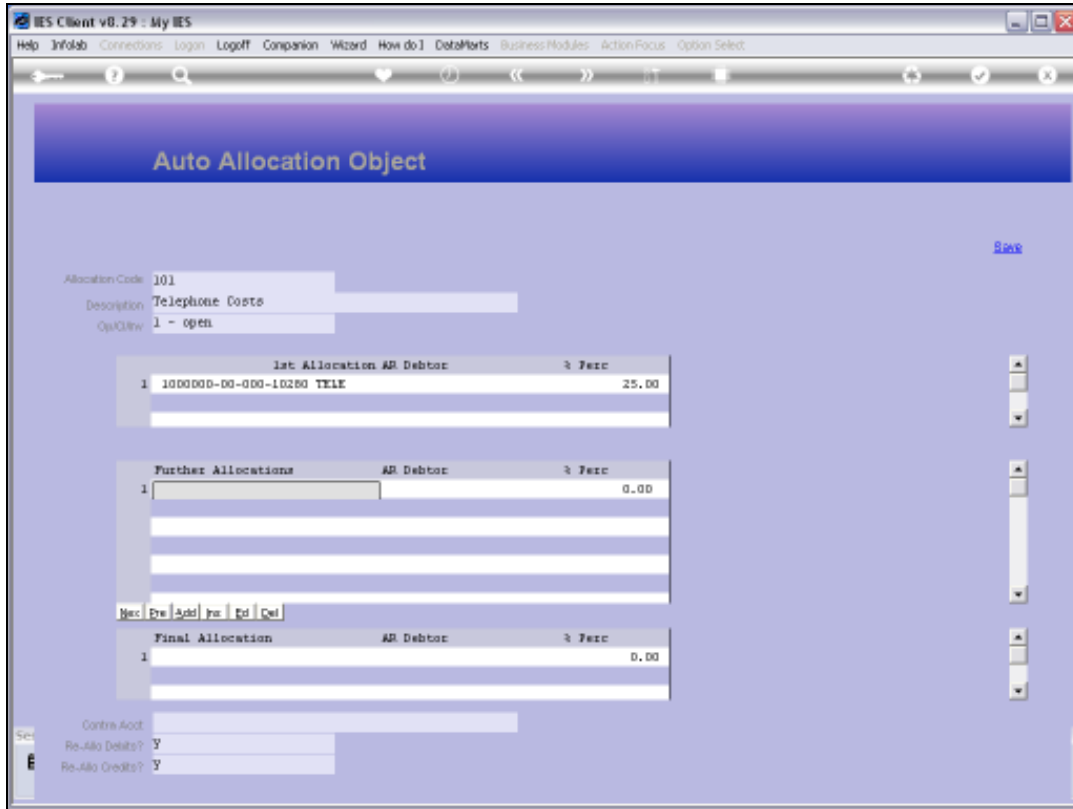 IES Client v8.29 : My IES
Help Infolab Connections Logon Logoff Companion Wizard How do I DataMarts Business Modules Action Focus Option Select
Auto Allocation Object
Save
Allocation Code 101
Description Telephone Costs
Op/Cl/Inv 1 - open
1st Allocation AR Debtor % Perc
1 1000000-00-000-10280 TELE 25.00
Further Allocations AR Debtor % Perc
1 0.00
Nex Pre Add Ins Ed Del
Final Allocation AR Debtor % Perc
1 0.00
Contra Acct
Re-Allo Debits? Y
Re-Allo Credits? Y